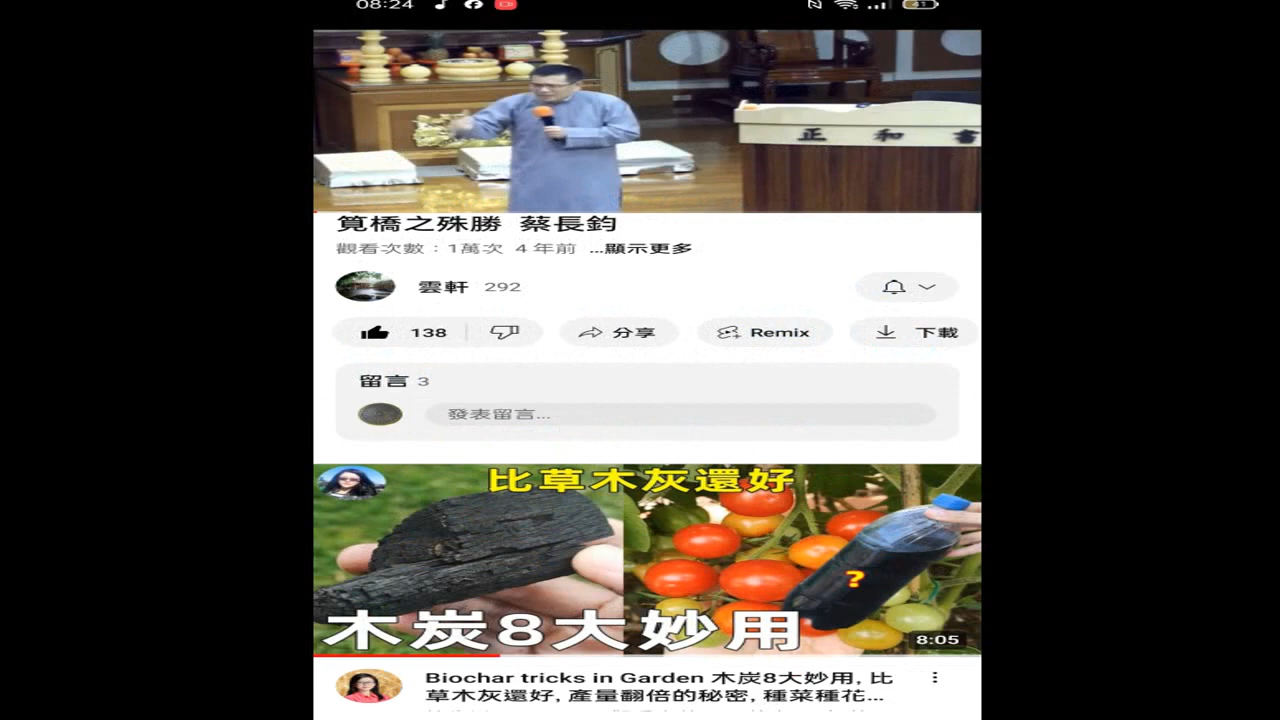 08:24
41
正和書
筧橋之殊勝 蔡長鈞
觀看次數：1萬次 4 年前 ...顯示更多
雲軒 292
138 分享 Remix 下載
留言 3
發表留言...
比草木灰還好
?
木炭8大妙用
8:05
Biochar tricks in Garden 木炭8大妙用, 比
草木灰還好, 產量翻倍的秘密, 種菜種花...